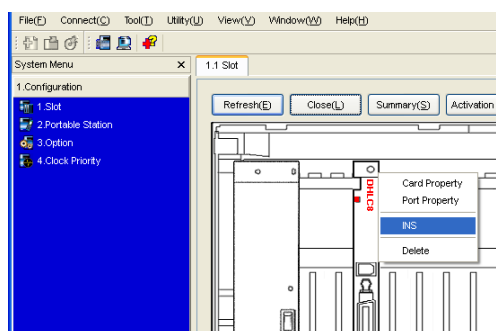 File(F) Connect(C) Tool(T) Utility(U) View(V) Window(W) Help(H)
System Menu
1.1 Slot
1.Configuration
1.Slot
2.Portable Station
3.Option
4.Clock Priority
Refresh(E) Close(L) Summary(S) Activation
DHLC8
Card Property
Port Property
INS
Delete